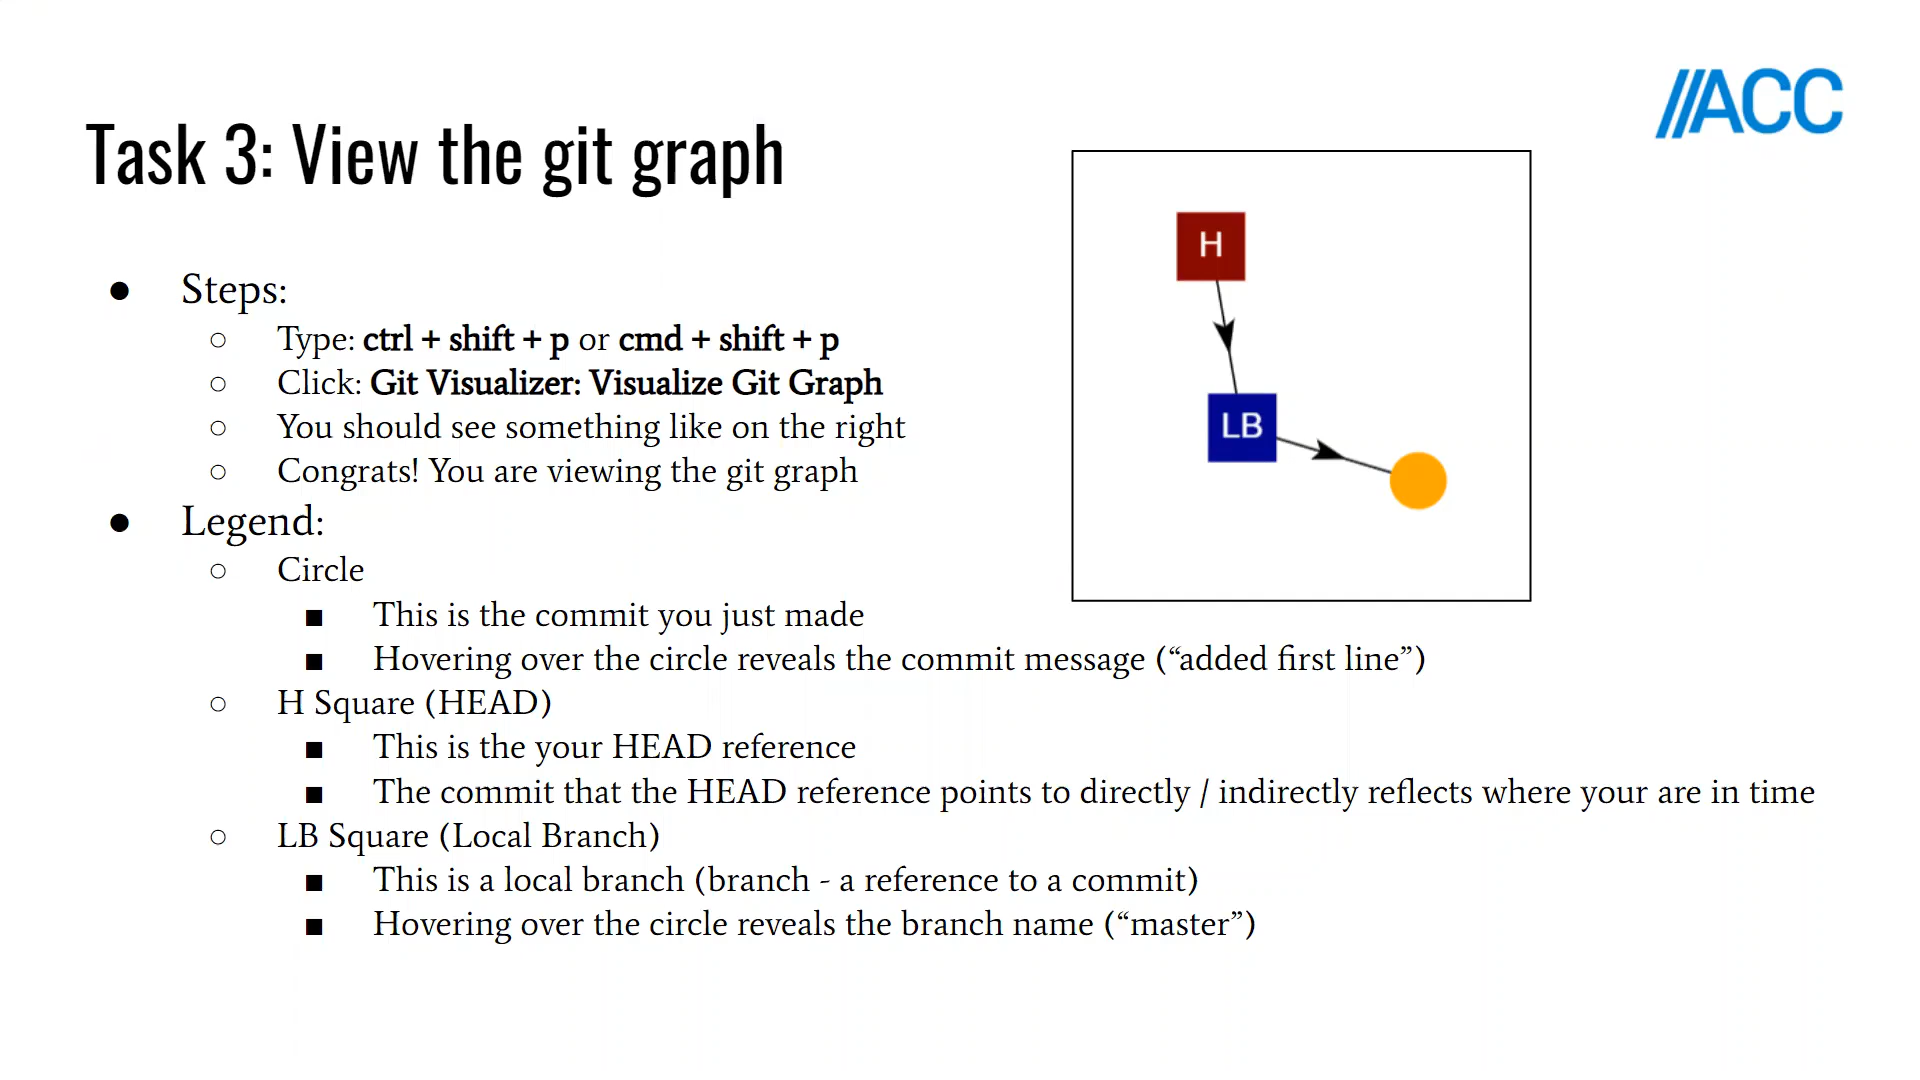 //ACC
Task 3: View the git graph
● Steps:
○ Type: ctrl + shift + p or cmd + shift + p
○ Click: Git Visualizer: Visualize Git Graph
○ You should see something like on the right
○ Congrats! You are viewing the git graph
● Legend:
○ Circle
■ This is the commit you just made
■ Hovering over the circle reveals the commit message (“added first line”)
○ H Square (HEAD)
■ This is the your HEAD reference
■ The commit that the HEAD reference points to directly / indirectly reflects where your are in time
○ LB Square (Local Branch)
■ This is a local branch (branch - a reference to a commit)
■ Hovering over the circle reveals the branch name (“master”)
H
LB